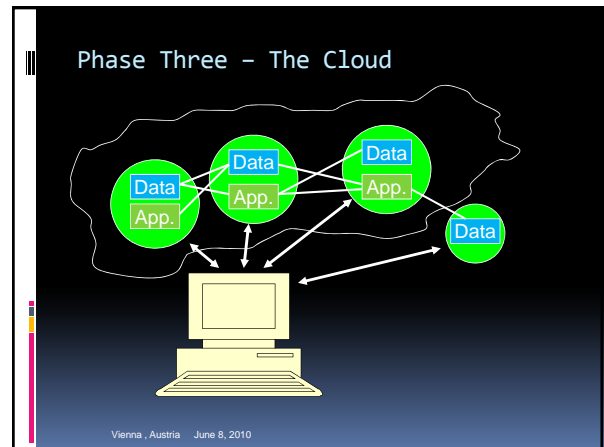 Phase Three – The Cloud
Data
App.
Data
App.
Data
App.
Data
Vienna , Austria June 8, 2010